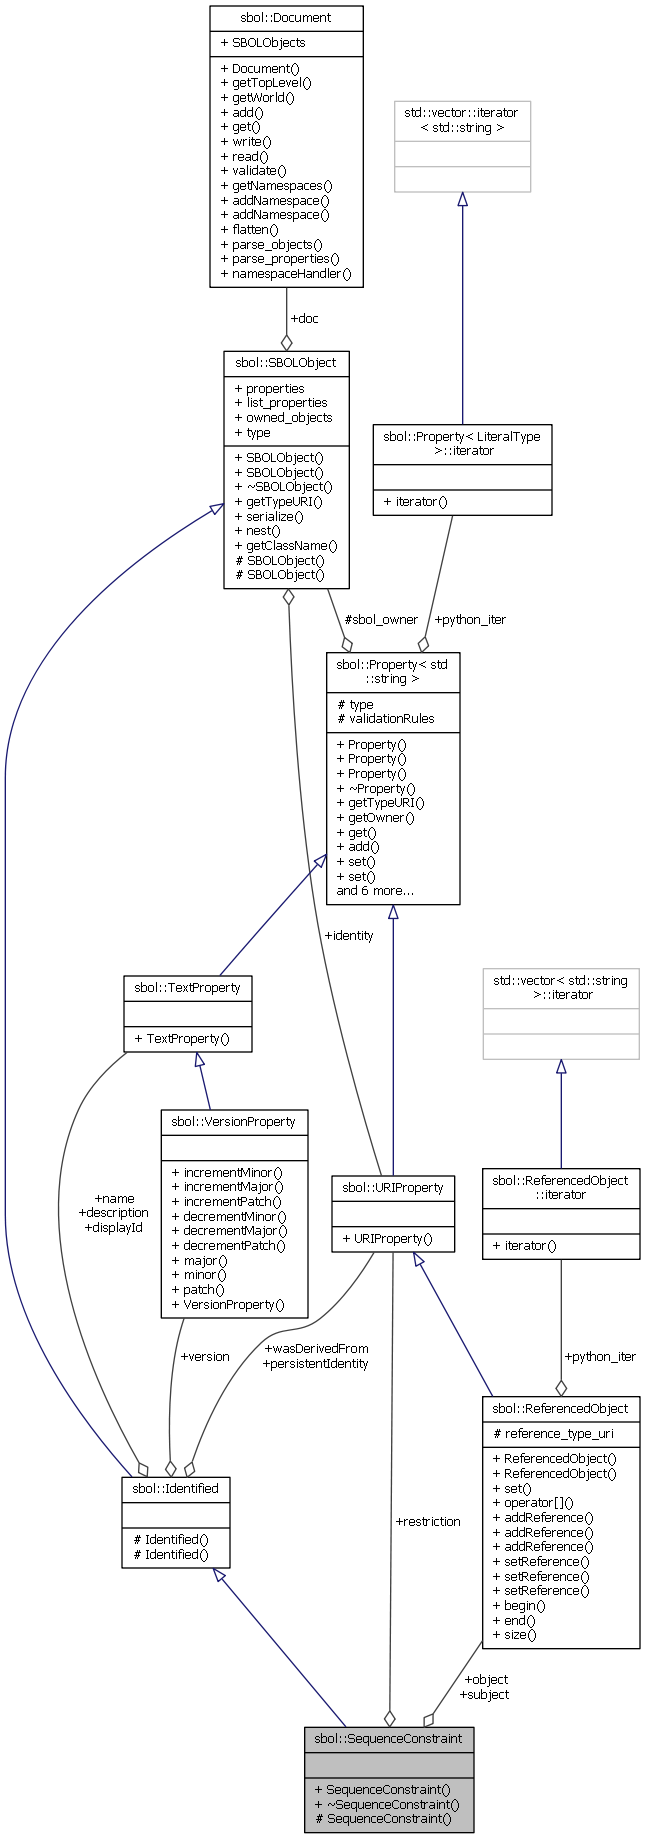 sbol::Document
+ SBOLObjects
+ Document()
+ getTopLevel()
+ getWorld()
+ add()
+ get()
+ write()
+ read()
+ validate()
+ getNamespaces()
+ addNamespace()
+ addNamespace()
+ flatten()
+ parse_objects()
+ parse_properties()
+ namespaceHandler()
std::vector::iterator
< std::string >
+doc
sbol::SBOLObject
+ properties
+ list_properties
+ owned_objects
+ type
+ SBOLObject()
+ SBOLObject()
+ ~SBOLObject()
+ getTypeURI()
+ serialize()
+ nest()
+ getClassName()
# SBOLObject()
# SBOLObject()
sbol::Property< LiteralType
>::iterator
+ iterator()
#sbol_owner
+python_iter
sbol::Property< std
::string >
# type
# validationRules
+ Property()
+ Property()
+ Property()
+ ~Property()
+ getTypeURI()
+ getOwner()
+ get()
+ add()
+ set()
+ set()
and 6 more...
+identity
sbol::TextProperty
+ TextProperty()
std::vector< std::string
>::iterator
sbol::VersionProperty
+ incrementMinor()
+ incrementMajor()
+ incrementPatch()
+ decrementMinor()
+ decrementMajor()
+ decrementPatch()
+ major()
+ minor()
+ patch()
+ VersionProperty()
sbol::URIProperty
+ URIProperty()
sbol::ReferencedObject
::iterator
+ iterator()
+name
+description
+displayId
+version
+wasDerivedFrom
+persistentIdentity
+python_iter
sbol::ReferencedObject
# reference_type_uri
+ ReferencedObject()
+ ReferencedObject()
+ set()
+ operator[]()
+ addReference()
+ addReference()
+ addReference()
+ setReference()
+ setReference()
+ setReference()
+ begin()
+ end()
+ size()
sbol::Identified
# Identified()
# Identified()
+restriction
+object
+subject
sbol::SequenceConstraint
+ SequenceConstraint()
+ ~SequenceConstraint()
# SequenceConstraint()